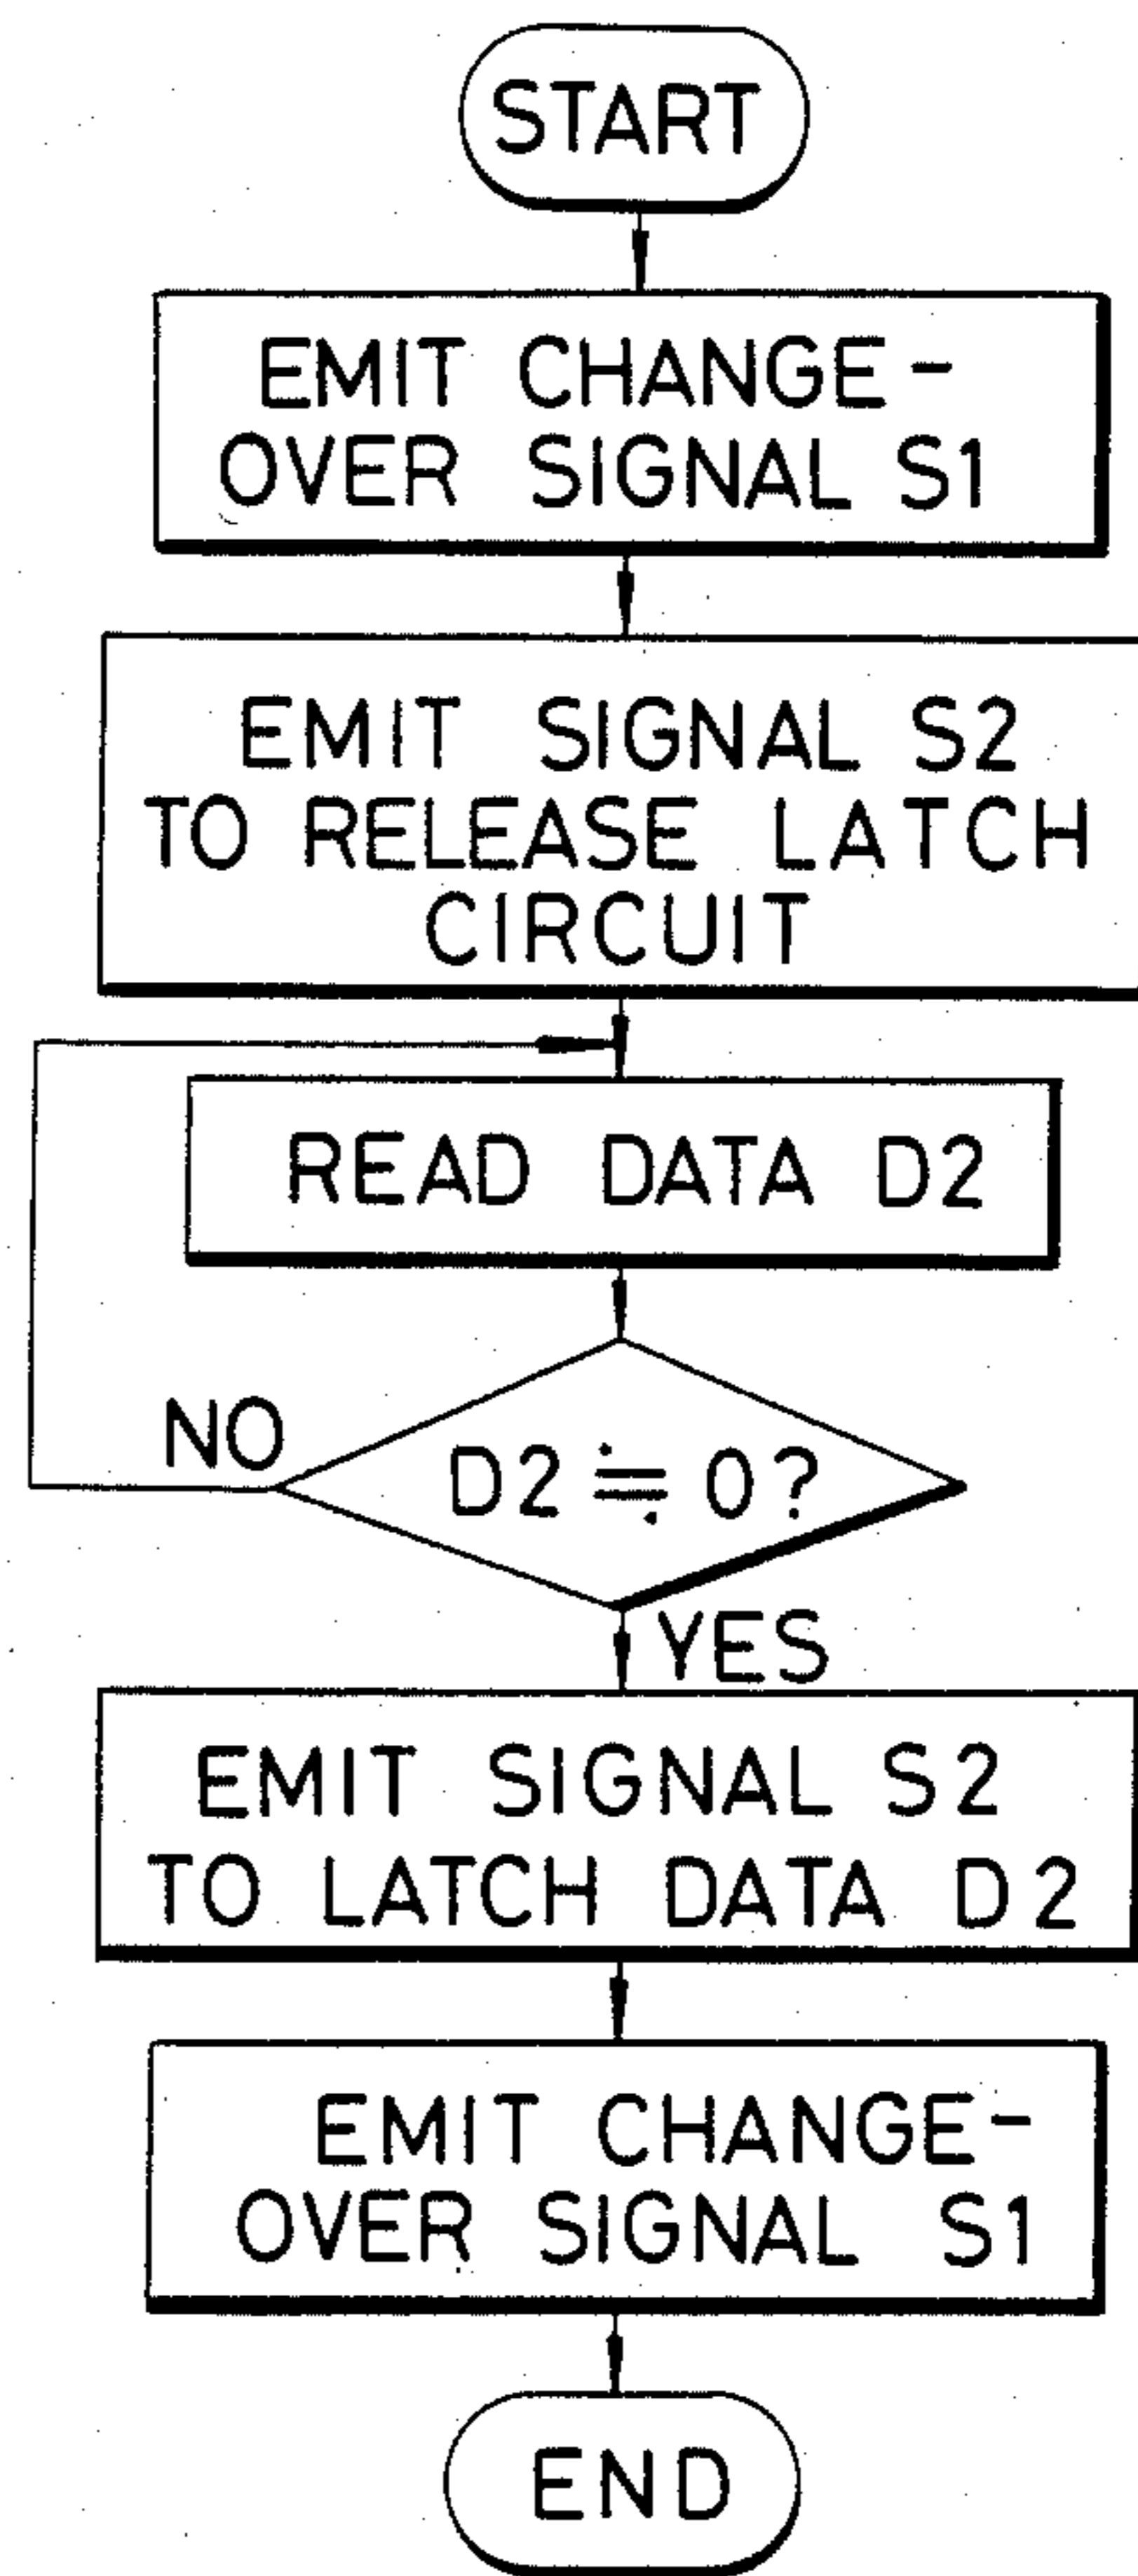 START
EMIT CHANGE-
OVER SIGNAL S1
EMIT SIGNAL S2
TO RELEASE LATCH
CIRCUIT
READ DATA D2
NO
D2 ≒ 0?
YES
EMIT SIGNAL S2
TO LATCH DATA D2
EMIT CHANGE-
OVER SIGNAL S1
END